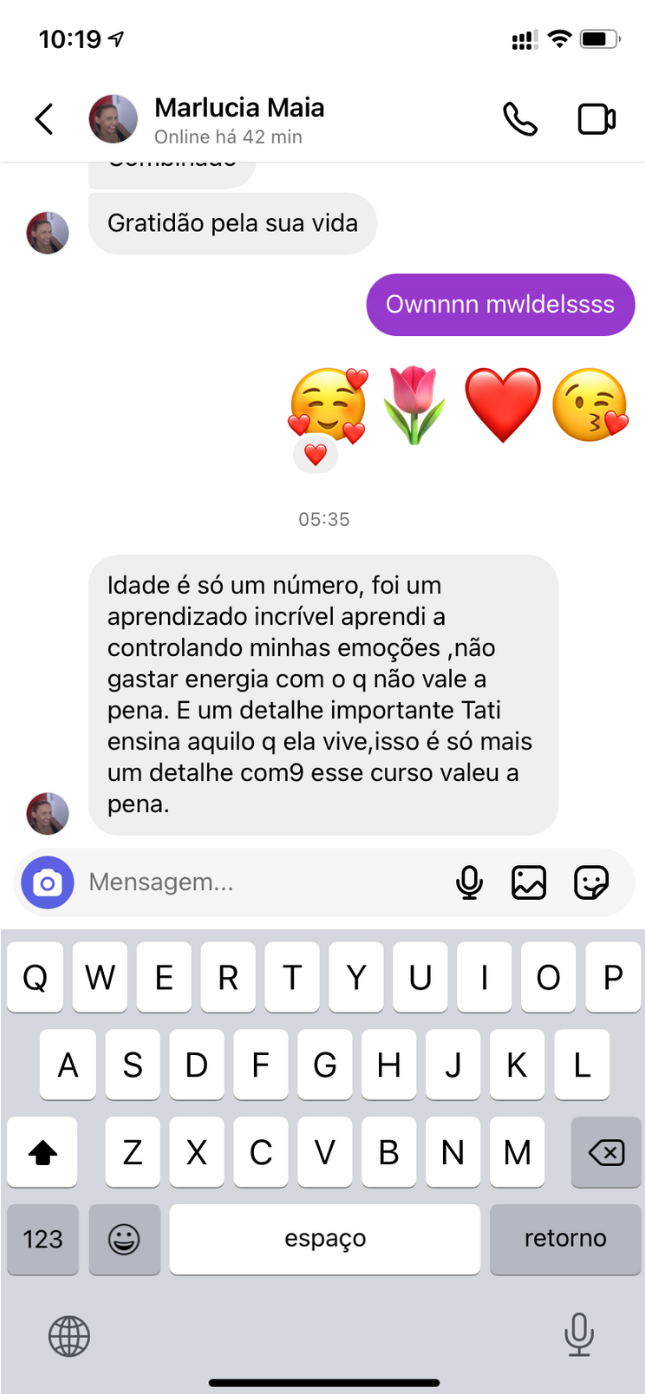 10:19
Marlucia Maia
Online há 42 min
Combinado
Gratidão pela sua vida
Ownnnn mwldelssss
05:35
Idade é só um número, foi um
aprendizado incrível aprendi a
controlando minhas emoções ,não
gastar energia com o q não vale a
pena. E um detalhe importante Tati
ensina aquilo q ela vive,isso é só mais
um detalhe com9 esse curso valeu a
pena.
Mensagem...
Q W E R T Y U I O P
A S D F G H J K L
Z X C V B N M
123 espaço retorno